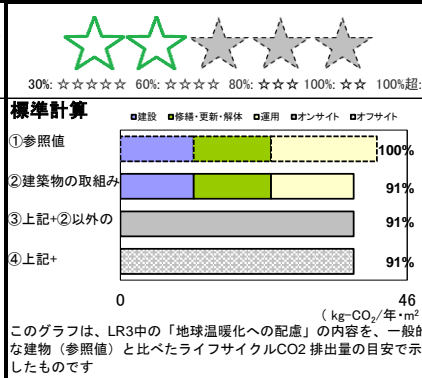 30%: ☆☆☆☆☆ 60%: ☆☆☆☆ 80%: ☆☆☆ 100%: ☆☆ 100%超:
標準計算
■建設 ■修繕・更新・解体 □運用 ■オンサイト ■オフサイト
①参照値
100%
②建築物の取組み
91%
③上記+②以外の
91%
④上記+
91%
0
46
( kg-CO₂/年・m²
このグラフは、LR3中の「地球温暖化への配慮」の内容を、一般的
な建物（参照値）と比べたライフサイクルCO2 排出量の目安で示
したものです